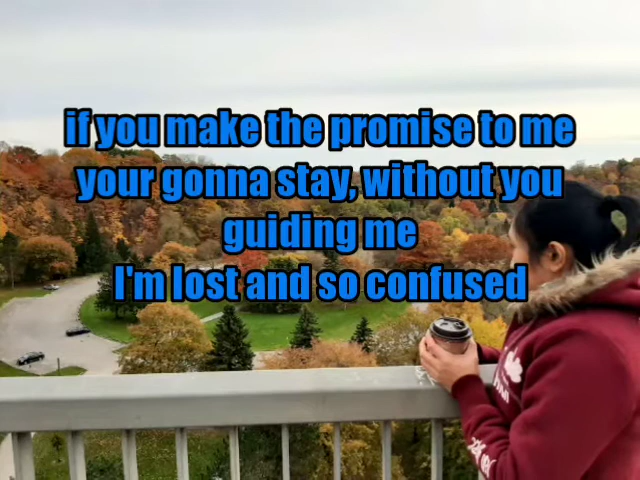 if you make the promise to me
your gonna stay, without you
guiding me
I'm lost and so confused